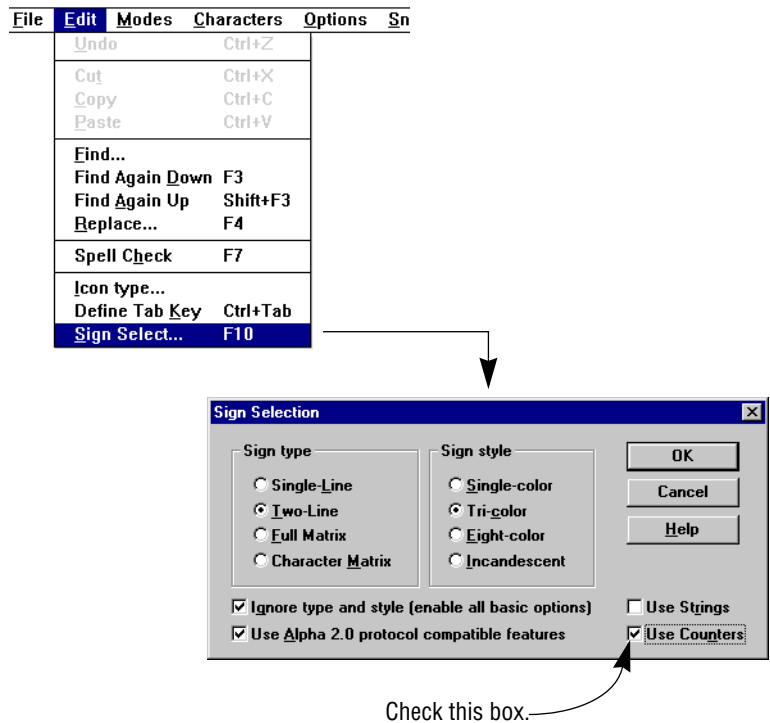 File Edit Modes Characters Options Sn
Undo Ctrl+Z
Cut Ctrl+X
Copy Ctrl+C
Paste Ctrl+V
Find...
Find Again Down F3
Find Again Up Shift+F3
Replace... F4
Spell Check F7
Icon type...
Define Tab Key Ctrl+Tab
Sign Select... F10
Sign Selection
Sign type Sign style OK
Single-Line Single-color Cancel
Two-Line Tri-color Help
Full Matrix Eight-color
Character Matrix Incandescent
Ignore type and style (enable all basic options) Use Strings
Use Alpha 2.0 protocol compatible features Use Counters
Check this box.